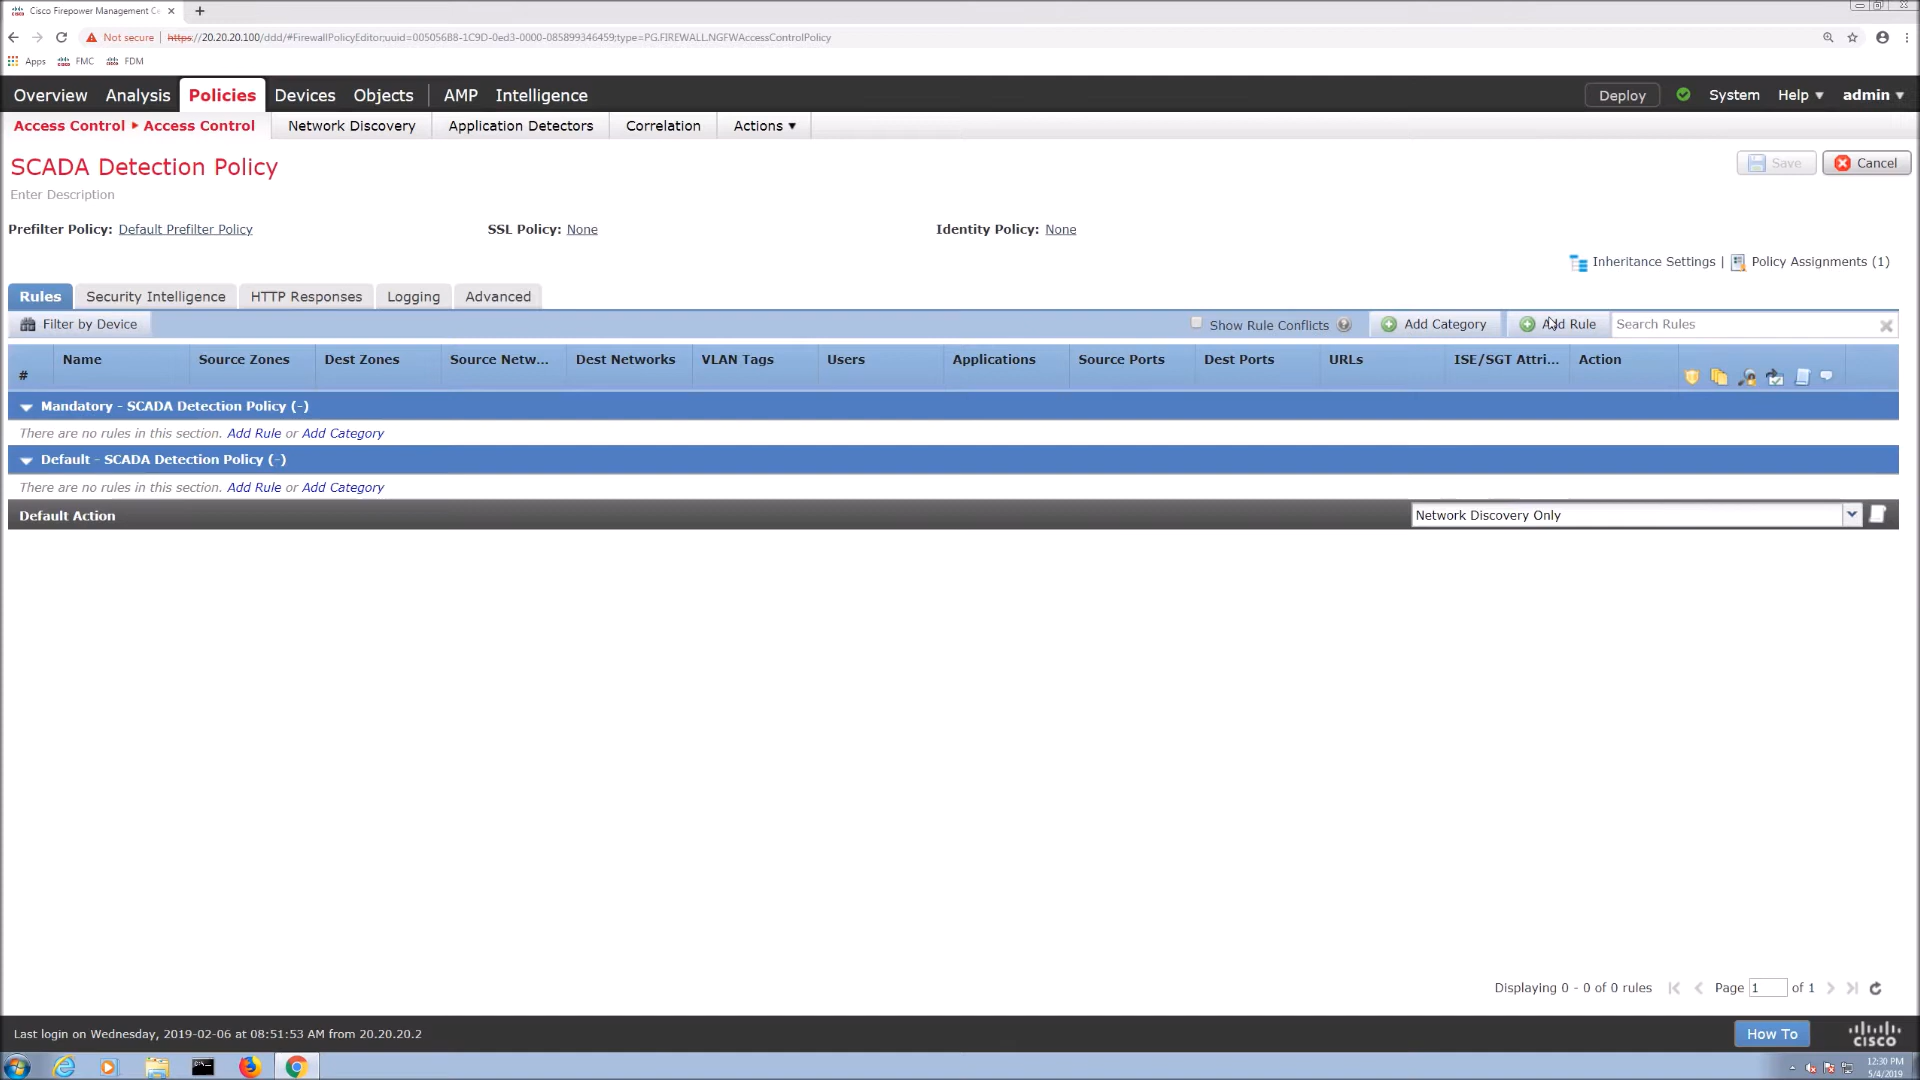 Cisco Firepower Management Ce
Not secure | https://20.20.20.100/ddd/#FirewallPolicyEditor;uuid=005056B8-1C9D-0ed3-0000-085899346459;type=PG.FIREWALL.NGFWAccessControlPolicy
Apps FMC FDM
Overview Analysis Policies Devices Objects AMP Intelligence Deploy System Help admin
Access Control Access Control Network Discovery Application Detectors Correlation Actions
SCADA Detection Policy Save Cancel
Enter Description
Prefilter Policy: Default Prefilter Policy SSL Policy: None Identity Policy: None
Inheritance Settings | Policy Assignments (1)
Rules Security Intelligence HTTP Responses Logging Advanced
Filter by Device Show Rule Conflicts Add Category Add Rule Search Rules
# Name Source Zones Dest Zones Source Netw... Dest Networks VLAN Tags Users Applications Source Ports Dest Ports URLs ISE/SGT Attri... Action
Mandatory - SCADA Detection Policy (-)
There are no rules in this section. Add Rule or Add Category
Default - SCADA Detection Policy (-)
There are no rules in this section. Add Rule or Add Category
Default Action Network Discovery Only
Displaying 0 - 0 of 0 rules Page 1 of 1
Last login on Wednesday, 2019-02-06 at 08:51:53 AM from 20.20.20.2 How To cisco
12:30 PM
5/4/2019